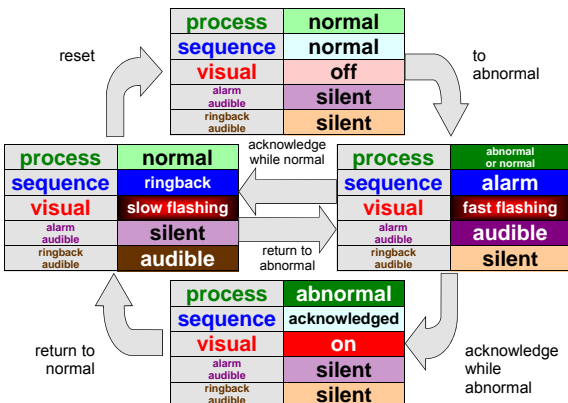 process normal
sequence normal
visual off
alarm
audible
silent
ringback
audible
silent
reset
to
abnormal
process normal
sequence ringback
visual slow flashing
alarm
audible
silent
ringback
audible
audible
acknowledge
while normal
return to
abnormal
process
abnormal
or normal
sequence alarm
visual fast flashing
alarm
audible
audible
ringback
audible
silent
process abnormal
sequence acknowledged
visual on
alarm
audible
silent
ringback
audible
silent
return to
normal
acknowledge
while
abnormal